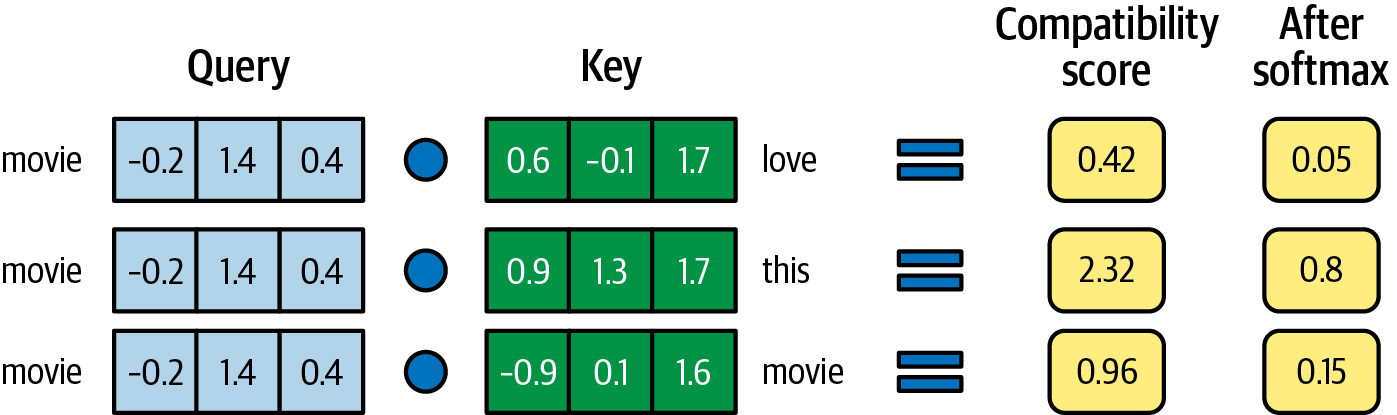 Query Key Compatibility score After softmax
movie –0.2 1.4 0.4 0.6 –0.1 1.7 love 0.42 0.05
movie –0.2 1.4 0.4 0.9 1.3 1.7 this 2.32 0.8
movie –0.2 1.4 0.4 –0.9 0.1 1.6 movie 0.96 0.15